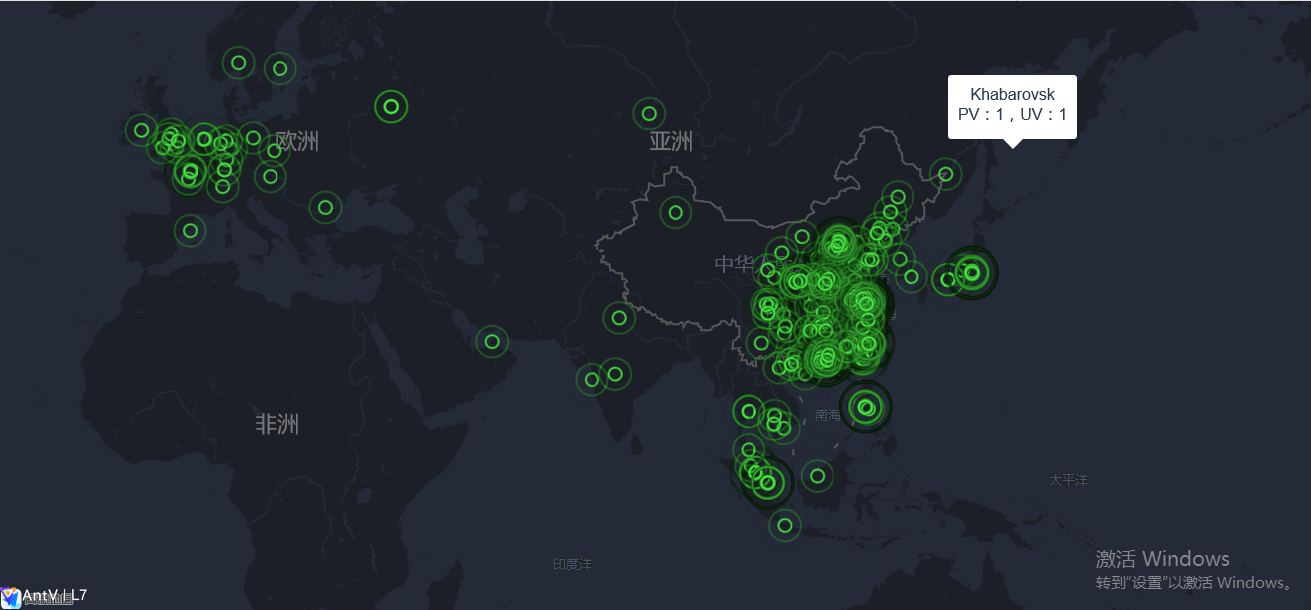 Khabarovsk
PV：1，UV：1
欧洲
亚洲
中华人
南海
非洲
太平洋
印度洋
激活 Windows
转到“设置”以激活 Windows。
AntV | L7